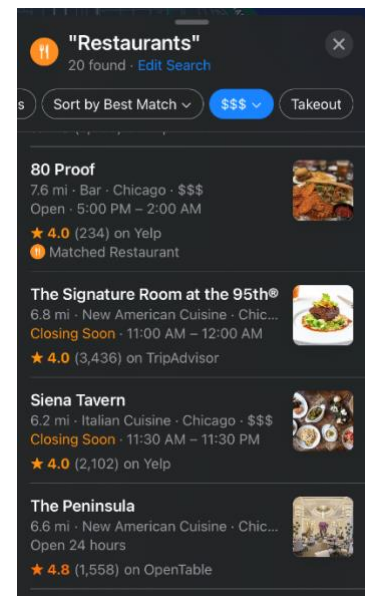 "Restaurants"
20 found · Edit Search
s
Sort by Best Match
$$$
Takeout
80 Proof
7.6 mi · Bar · Chicago · $$$
Open · 5:00 PM – 2:00 AM
★ 4.0 (234) on Yelp
Matched Restaurant
The Signature Room at the 95th®
6.8 mi · New American Cuisine · Chic...
Closing Soon · 11:00 AM – 12:00 AM
★ 4.0 (3,436) on TripAdvisor
Siena Tavern
6.2 mi · Italian Cuisine · Chicago · $$$
Closing Soon · 11:30 AM – 11:30 PM
★ 4.0 (2,102) on Yelp
The Peninsula
6.6 mi · New American Cuisine · Chic...
Open 24 hours
★ 4.8 (1,558) on OpenTable